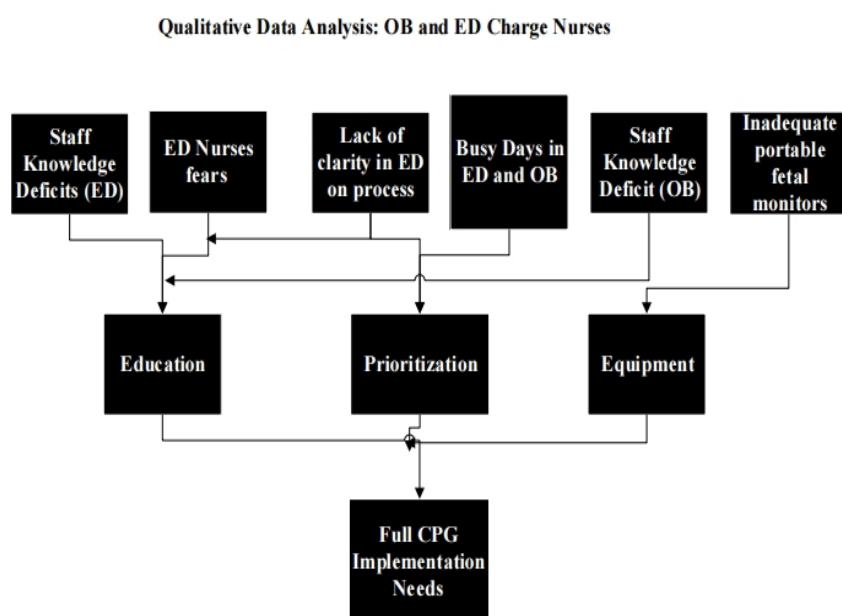 Qualitative Data Analysis: OB and ED Charge Nurses
Staff
Knowledge
Deficits (ED)
ED Nurses
fears
Lack of
clarity in ED
on process
Busy Days in
ED and OB
Staff
Knowledge
Deficit (OB)
Inadequate
portable
fetal
monitors
Education
Prioritization
Equipment
Full CPG
Implementation
Needs